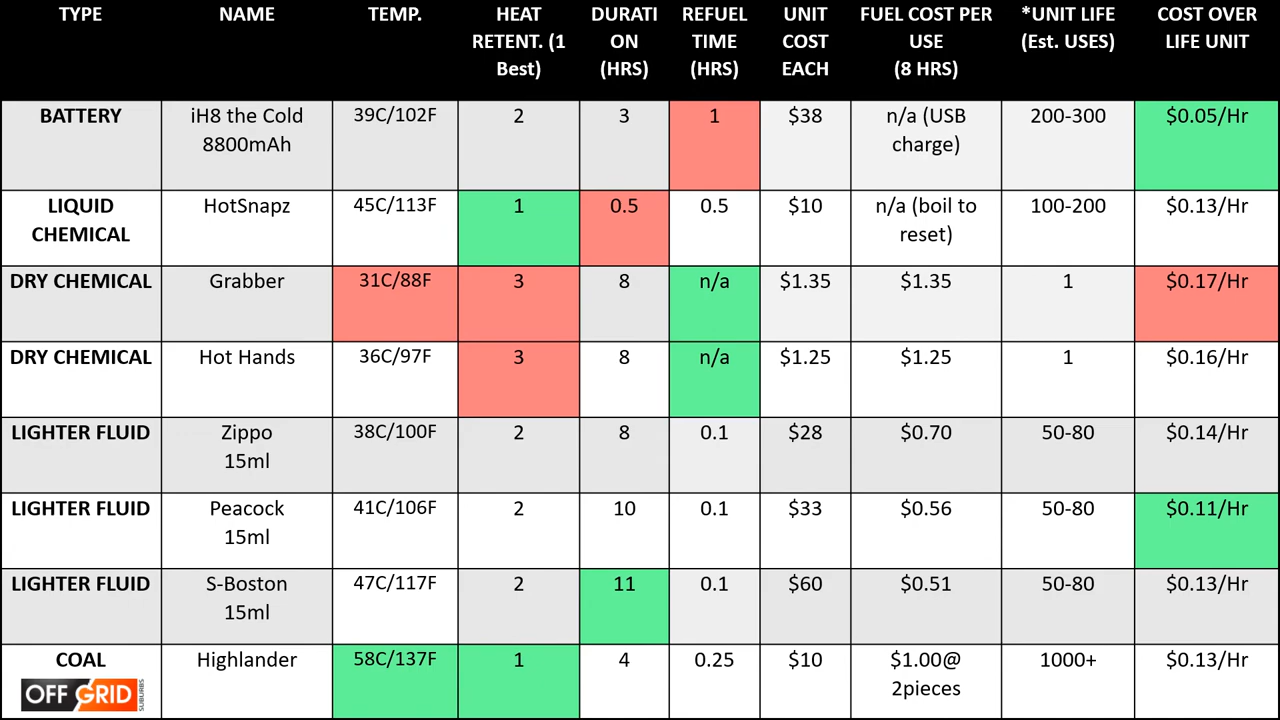 TYPE
NAME
TEMP.
HEAT
RETENT. (1
Best)
DURATI
ON
(HRS)
REFUEL
TIME
(HRS)
UNIT
COST
EACH
FUEL COST PER
USE
(8 HRS)
*UNIT LIFE
(Est. USES)
COST OVER
LIFE UNIT
BATTERY
iH8 the Cold
8800mAh
39C/102F
2
3
1
$38
n/a (USB
charge)
200-300
$0.05/Hr
LIQUID
CHEMICAL
HotSnapz
45C/113F
1
0.5
0.5
$10
n/a (boil to
reset)
100-200
$0.13/Hr
DRY CHEMICAL
Grabber
31C/88F
3
8
n/a
$1.35
$1.35
1
$0.17/Hr
DRY CHEMICAL
Hot Hands
36C/97F
3
8
n/a
$1.25
$1.25
1
$0.16/Hr
LIGHTER FLUID
Zippo
15ml
38C/100F
2
8
0.1
$28
$0.70
50-80
$0.14/Hr
LIGHTER FLUID
Peacock
15ml
41C/106F
2
10
0.1
$33
$0.56
50-80
$0.11/Hr
LIGHTER FLUID
S-Boston
15ml
47C/117F
2
11
0.1
$60
$0.51
50-80
$0.13/Hr
COAL
Highlander
58C/137F
1
4
0.25
$10
$1.00@
2pieces
1000+
$0.13/Hr
OFF GRID
SUBURBS